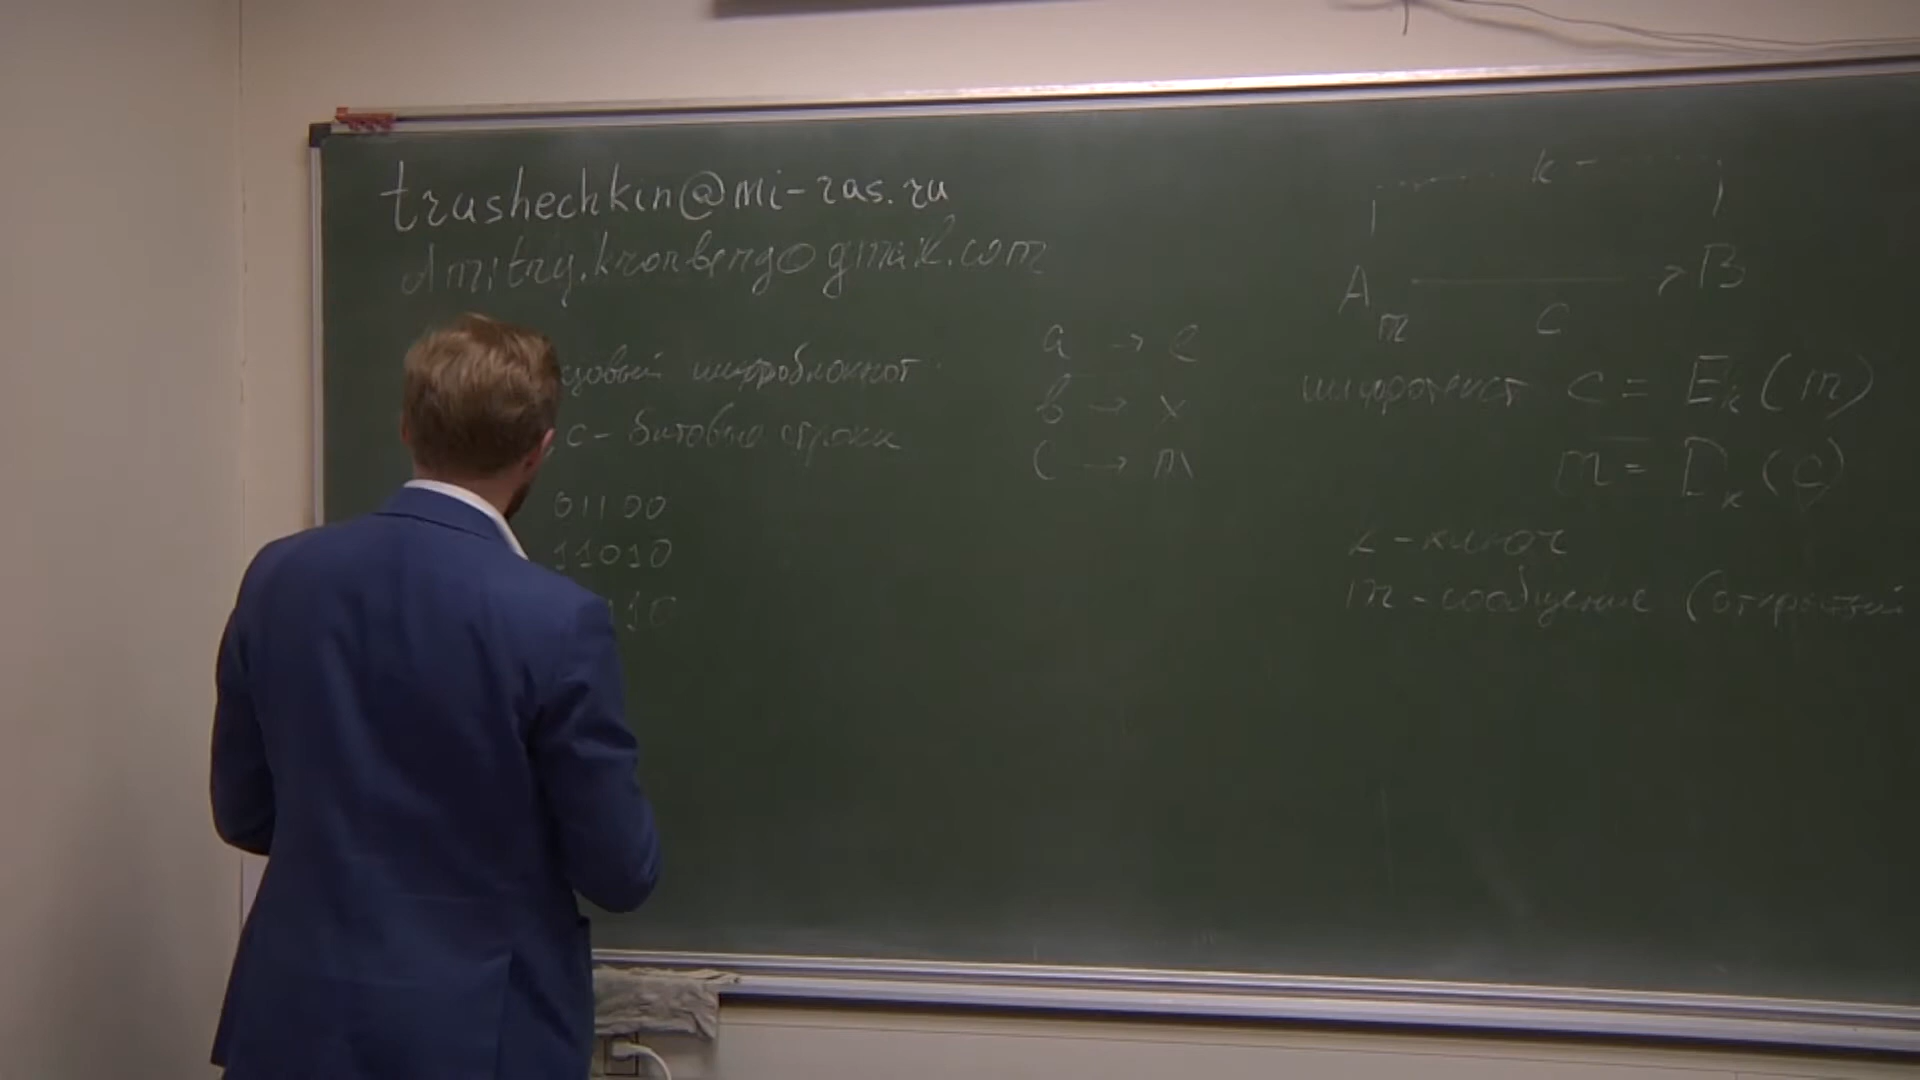 trushechkin@mi-ras.ru
dmitry.kronberg@gmail.com
шифроблокнот
c - битовые строки
01100
11010
110
a → e
b → x
c → m
k
A → B
m c
шифротекст c = E_k(m)
m = D_k(c)
k - ключ
m - сообщение (открытый